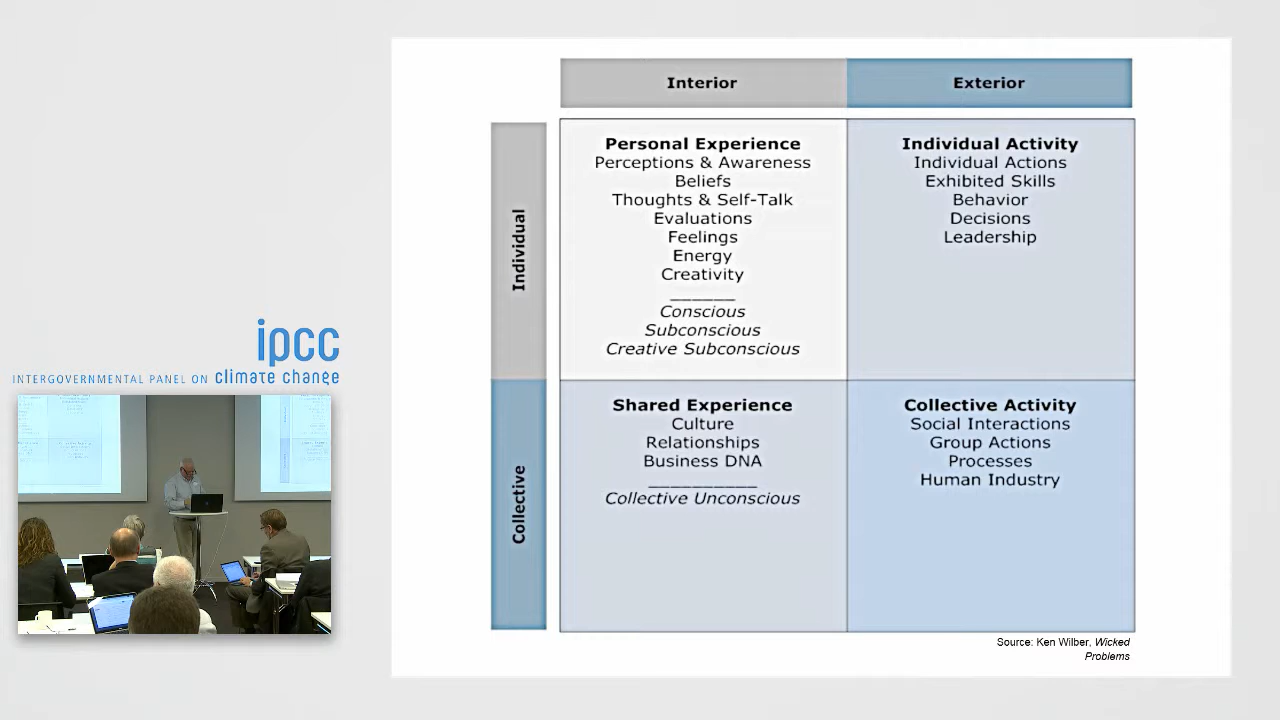 ipcc
INTERGOVERNMENTAL PANEL ON climate change
Interior
Exterior
Individual
Personal Experience
Perceptions & Awareness
Beliefs
Thoughts & Self-Talk
Evaluations
Feelings
Energy
Creativity
______
Conscious
Subconscious
Creative Subconscious
Individual Activity
Individual Actions
Exhibited Skills
Behavior
Decisions
Leadership
Collective
Shared Experience
Culture
Relationships
Business DNA
__________
Collective Unconscious
Collective Activity
Social Interactions
Group Actions
Processes
Human Industry
Source: Ken Wilber, Wicked
Problems